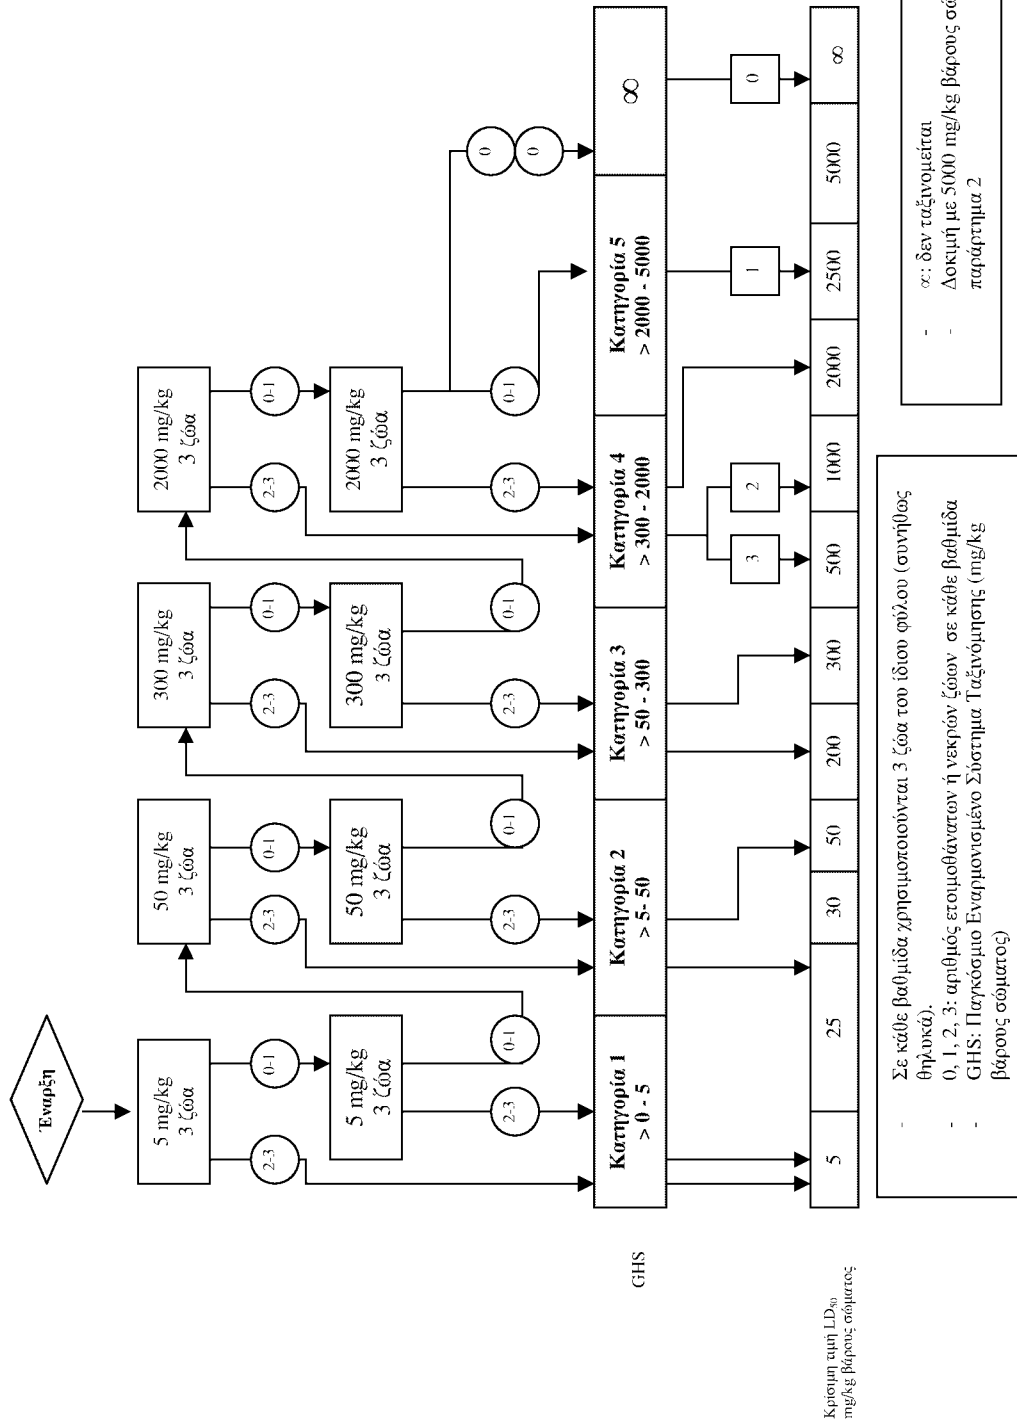 Έναρξη
5 mg/kg
3 ζώα
50 mg/kg
3 ζώα
300 mg/kg
3 ζώα
2000 mg/kg
3 ζώα
2-3
0-1
2-3
0-1
2-3
0-1
2-3
0-1
5 mg/kg
3 ζώα
50 mg/kg
3 ζώα
300 mg/kg
3 ζώα
2000 mg/kg
3 ζώα
2-3
0-1
2-3
0-1
2-3
0-1
2-3
0-1
0
0
GHS
Κατηγορία 1
> 0 - 5
Κατηγορία 2
> 5- 50
Κατηγορία 3
> 50 - 300
Κατηγορία 4
> 300 - 2000
Κατηγορία 5
> 2000 - 5000
∞
3
2
1
0
Κρίσιμη τιμή LD50
mg/kg βάρους σώματος
5
25
30
50
200
300
500
1000
2000
2500
5000
∞
- Σε κάθε βαθμίδα χρησιμοποιούνται 3 ζώα του ίδιου φύλου (συνήθως
θηλυκά).
- 0, 1, 2, 3: αριθμός ετοιμοθάνατων ή νεκρών ζώων σε κάθε βαθμίδα
- GHS: Παγκόσμιο Εναρμονισμένο Σύστημα Ταξινόμησης (mg/kg
βάρους σώματος)
- ∞: δεν ταξινομείται
- Δοκιμή με 5000 mg/kg βάρους
παράρτημα 2